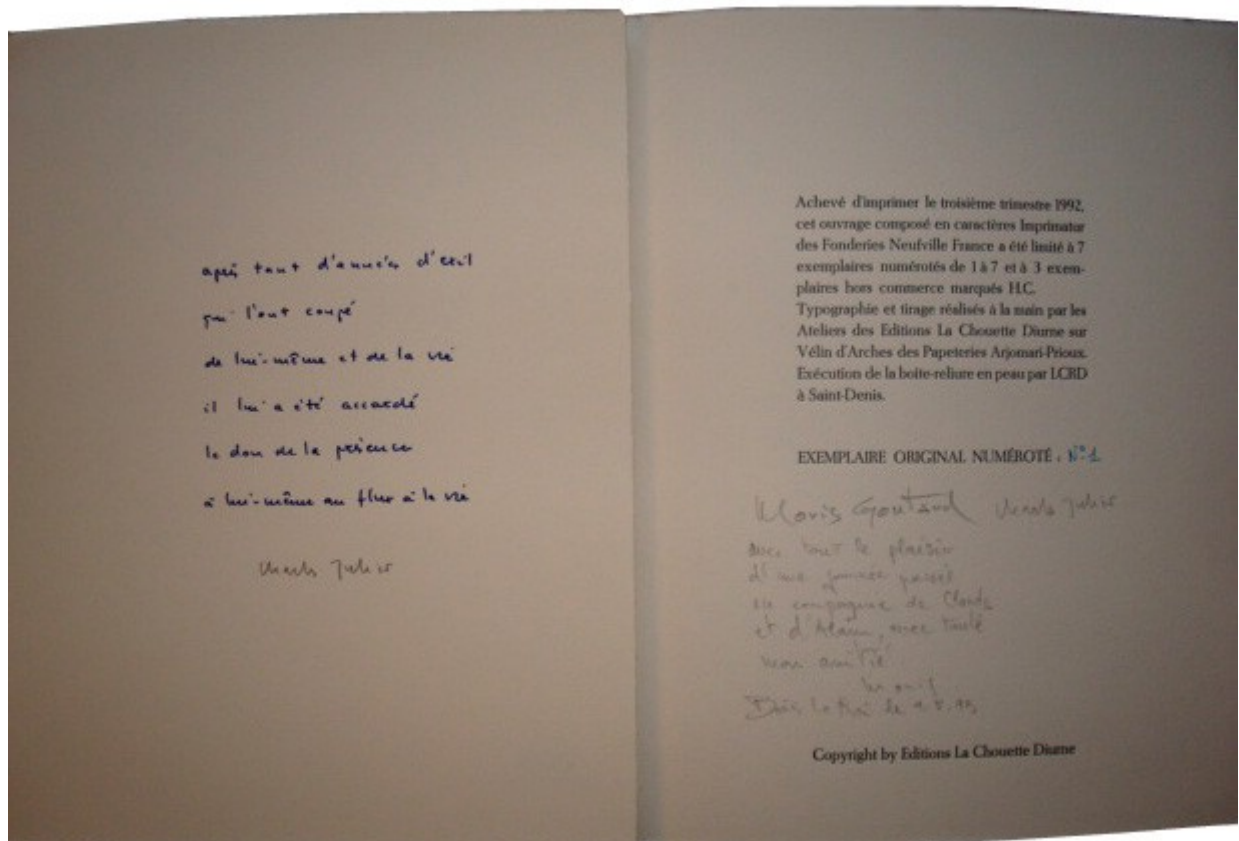 après tant d'années d'exil
qui l'ont coupé
de lui-même et de la vie
il lui a été accordé
le don de la présence
à lui-même au flux à la vie
Charles Juliet
Achevé d'imprimer le troisième trimestre 1992,
cet ouvrage composé en caractères Imprimatur
des Fonderies Neufville France a été limité à 7
exemplaires numérotés de 1 à 7 et à 3 exem-
plaires hors commerce marqués H.C.
Typographie et tirage réalisés à la main par les
Ateliers des Editions La Chouette Diurne sur
Vélin d'Arches des Papeteries Arjomari-Prioux.
Exécution de la boîte-reliure en peau par LCRD
à Saint-Denis.
EXEMPLAIRE ORIGINAL NUMÉROTÉ : N°1
Goutard Charles Juliet
avec tout le plaisir
d'une journée passée
en compagnie de Claude
et d'Alain, avec toute
mon amitié
le
Copyright by Editions La Chouette Diurne